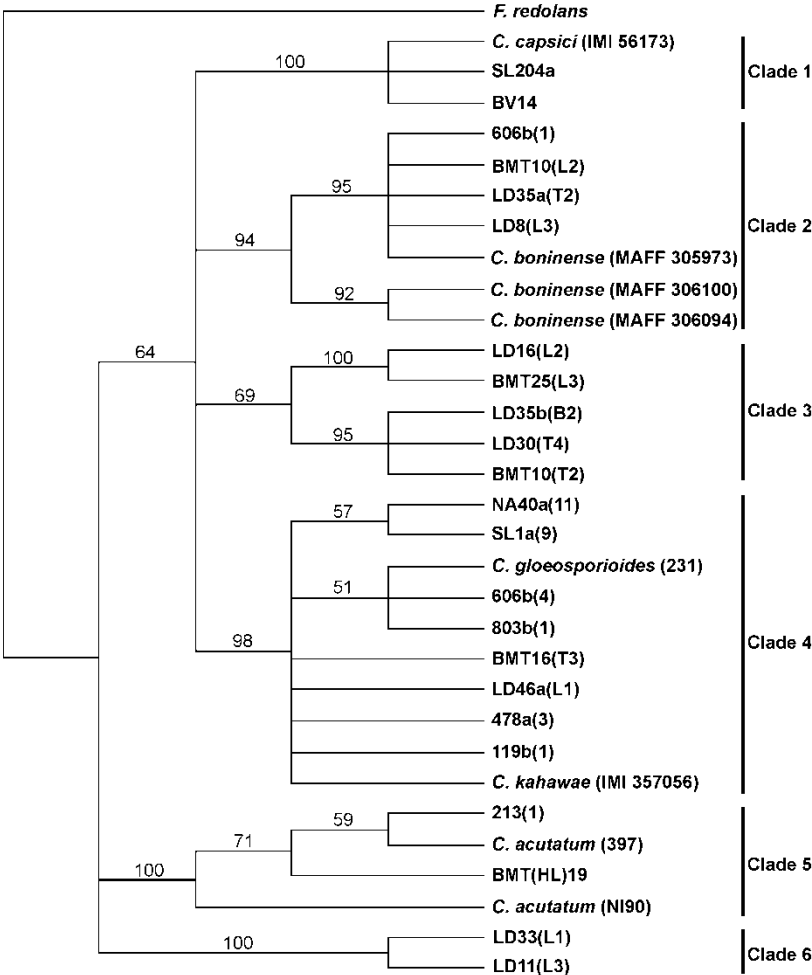 F. redolans
C. capsici (IMI 56173)
100
SL204a
Clade 1
BV14
606b(1)
BMT10(L2)
95
LD35a(T2)
LD8(L3)
Clade 2
94
C. boninense (MAFF 305973)
92
C. boninense (MAFF 306100)
C. boninense (MAFF 306094)
64
LD16(L2)
100
BMT25(L3)
69
LD35b(B2)
Clade 3
95
LD30(T4)
BMT10(T2)
NA40a(11)
57
SL1a(9)
C. gloeosporioides (231)
51
606b(4)
803b(1)
98
Clade 4
BMT16(T3)
LD46a(L1)
478a(3)
119b(1)
C. kahawae (IMI 357056)
213(1)
59
71
C. acutatum (397)
100
BMT(HL)19
Clade 5
C. acutatum (NI90)
LD33(L1)
100
Clade 6
LD11(L3)